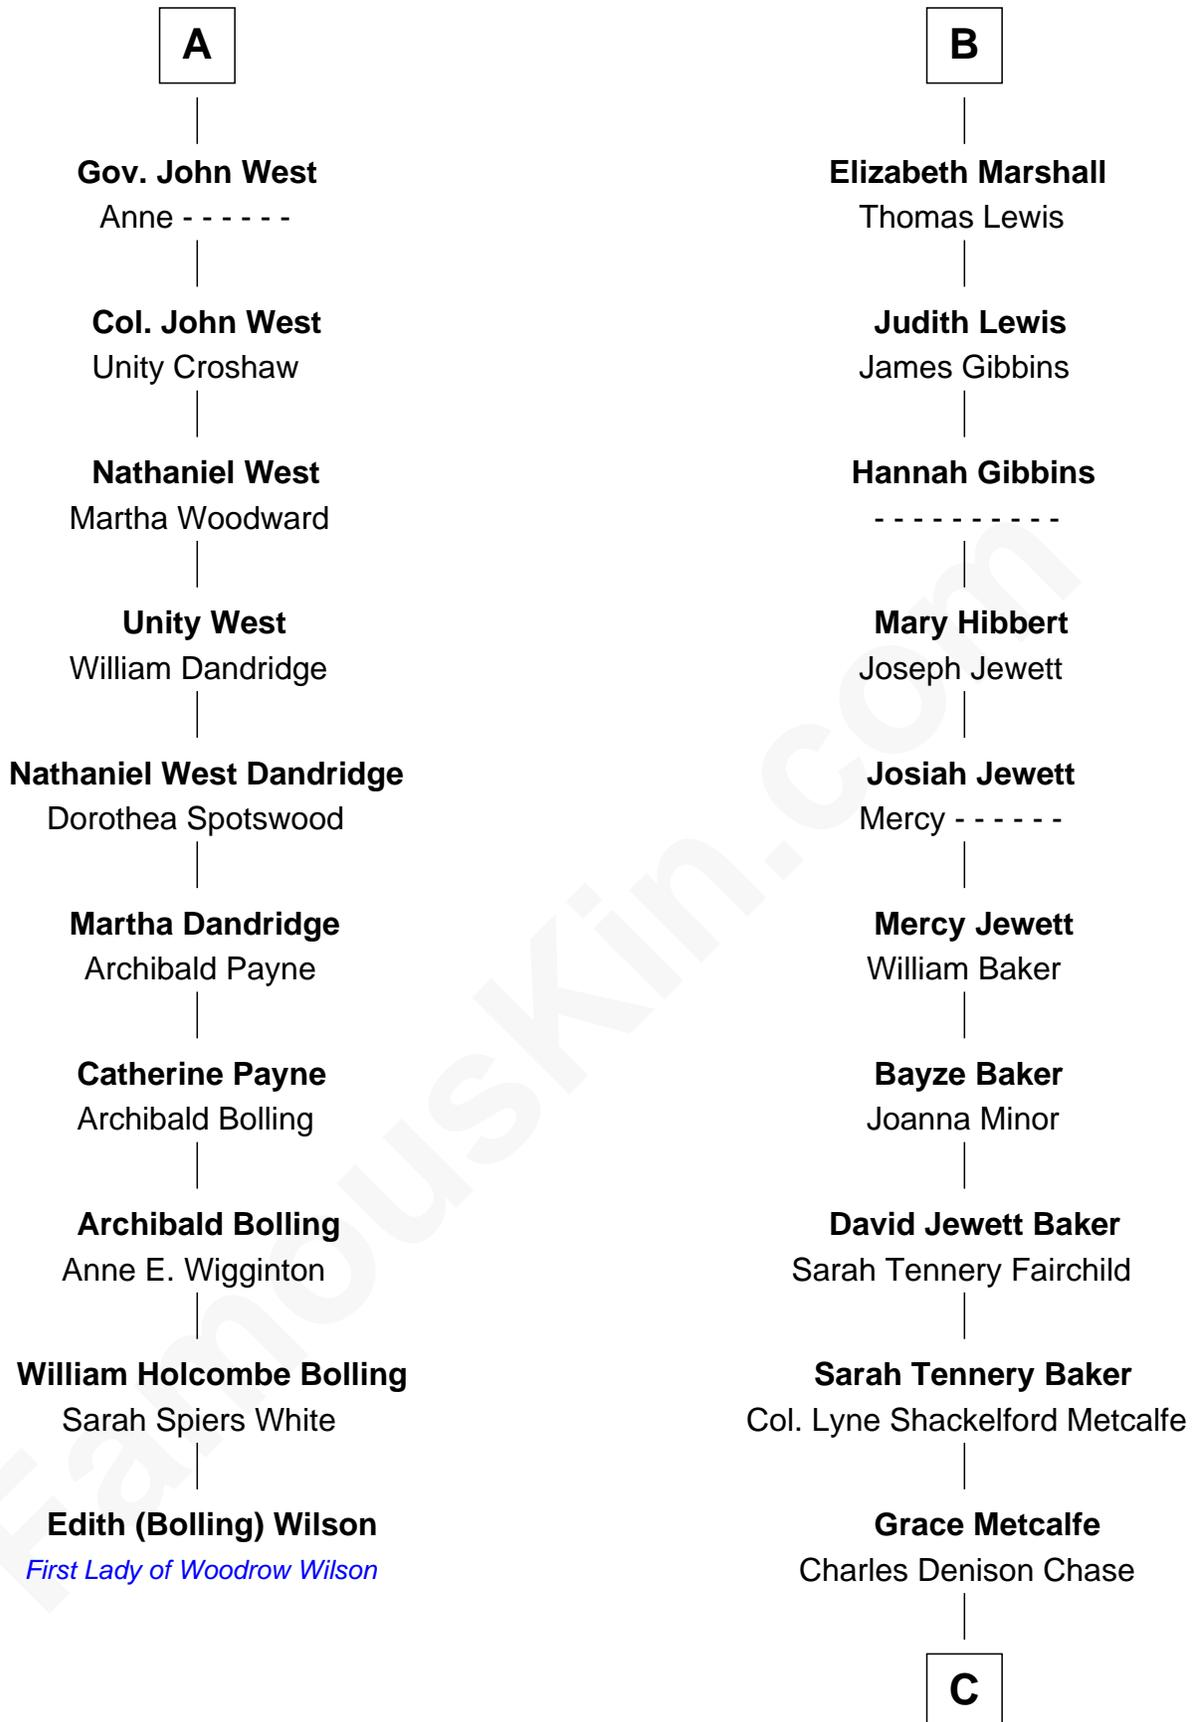 A
Gov. John West
Anne - - - - - -
Col. John West
Unity Croshaw
Nathaniel West
Martha Woodward
Unity West
William Dandridge
Nathaniel West Dandridge
Dorothea Spotswood
Martha Dandridge
Archibald Payne
Catherine Payne
Archibald Bolling
Archibald Bolling
Anne E. Wigginton
William Holcombe Bolling
Sarah Spiers White
Edith (Bolling) Wilson
First Lady of Woodrow Wilson
B
Elizabeth Marshall
Thomas Lewis
Judith Lewis
James Gibbins
Hannah Gibbins
- - - - - - - - - -
Mary Hibbert
Joseph Jewett
Josiah Jewett
Mercy - - - - - -
Mercy Jewett
William Baker
Bayze Baker
Joanna Minor
David Jewett Baker
Sarah Tennery Fairchild
Sarah Tennery Baker
Col. Lyne Shackelford Metcalfe
Grace Metcalfe
Charles Denison Chase
C
FamousKin.com